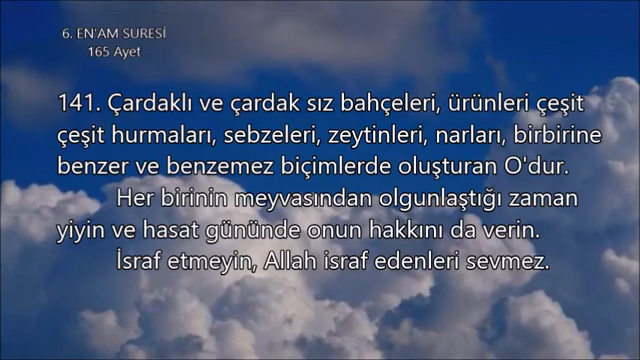 6. EN'AM SURESİ
165 Ayet
141. Çardaklı ve çardak sız bahçeleri, ürünleri çeşit
çeşit hurmaları, sebzeleri, zeytinleri, narları, birbirine
benzer ve benzemez biçimlerde oluşturan O'dur.
Her birinin meyvasından olgunlaştığı zaman
yiyin ve hasat gününde onun hakkını da verin.
İsraf etmeyin, Allah israf edenleri sevmez.